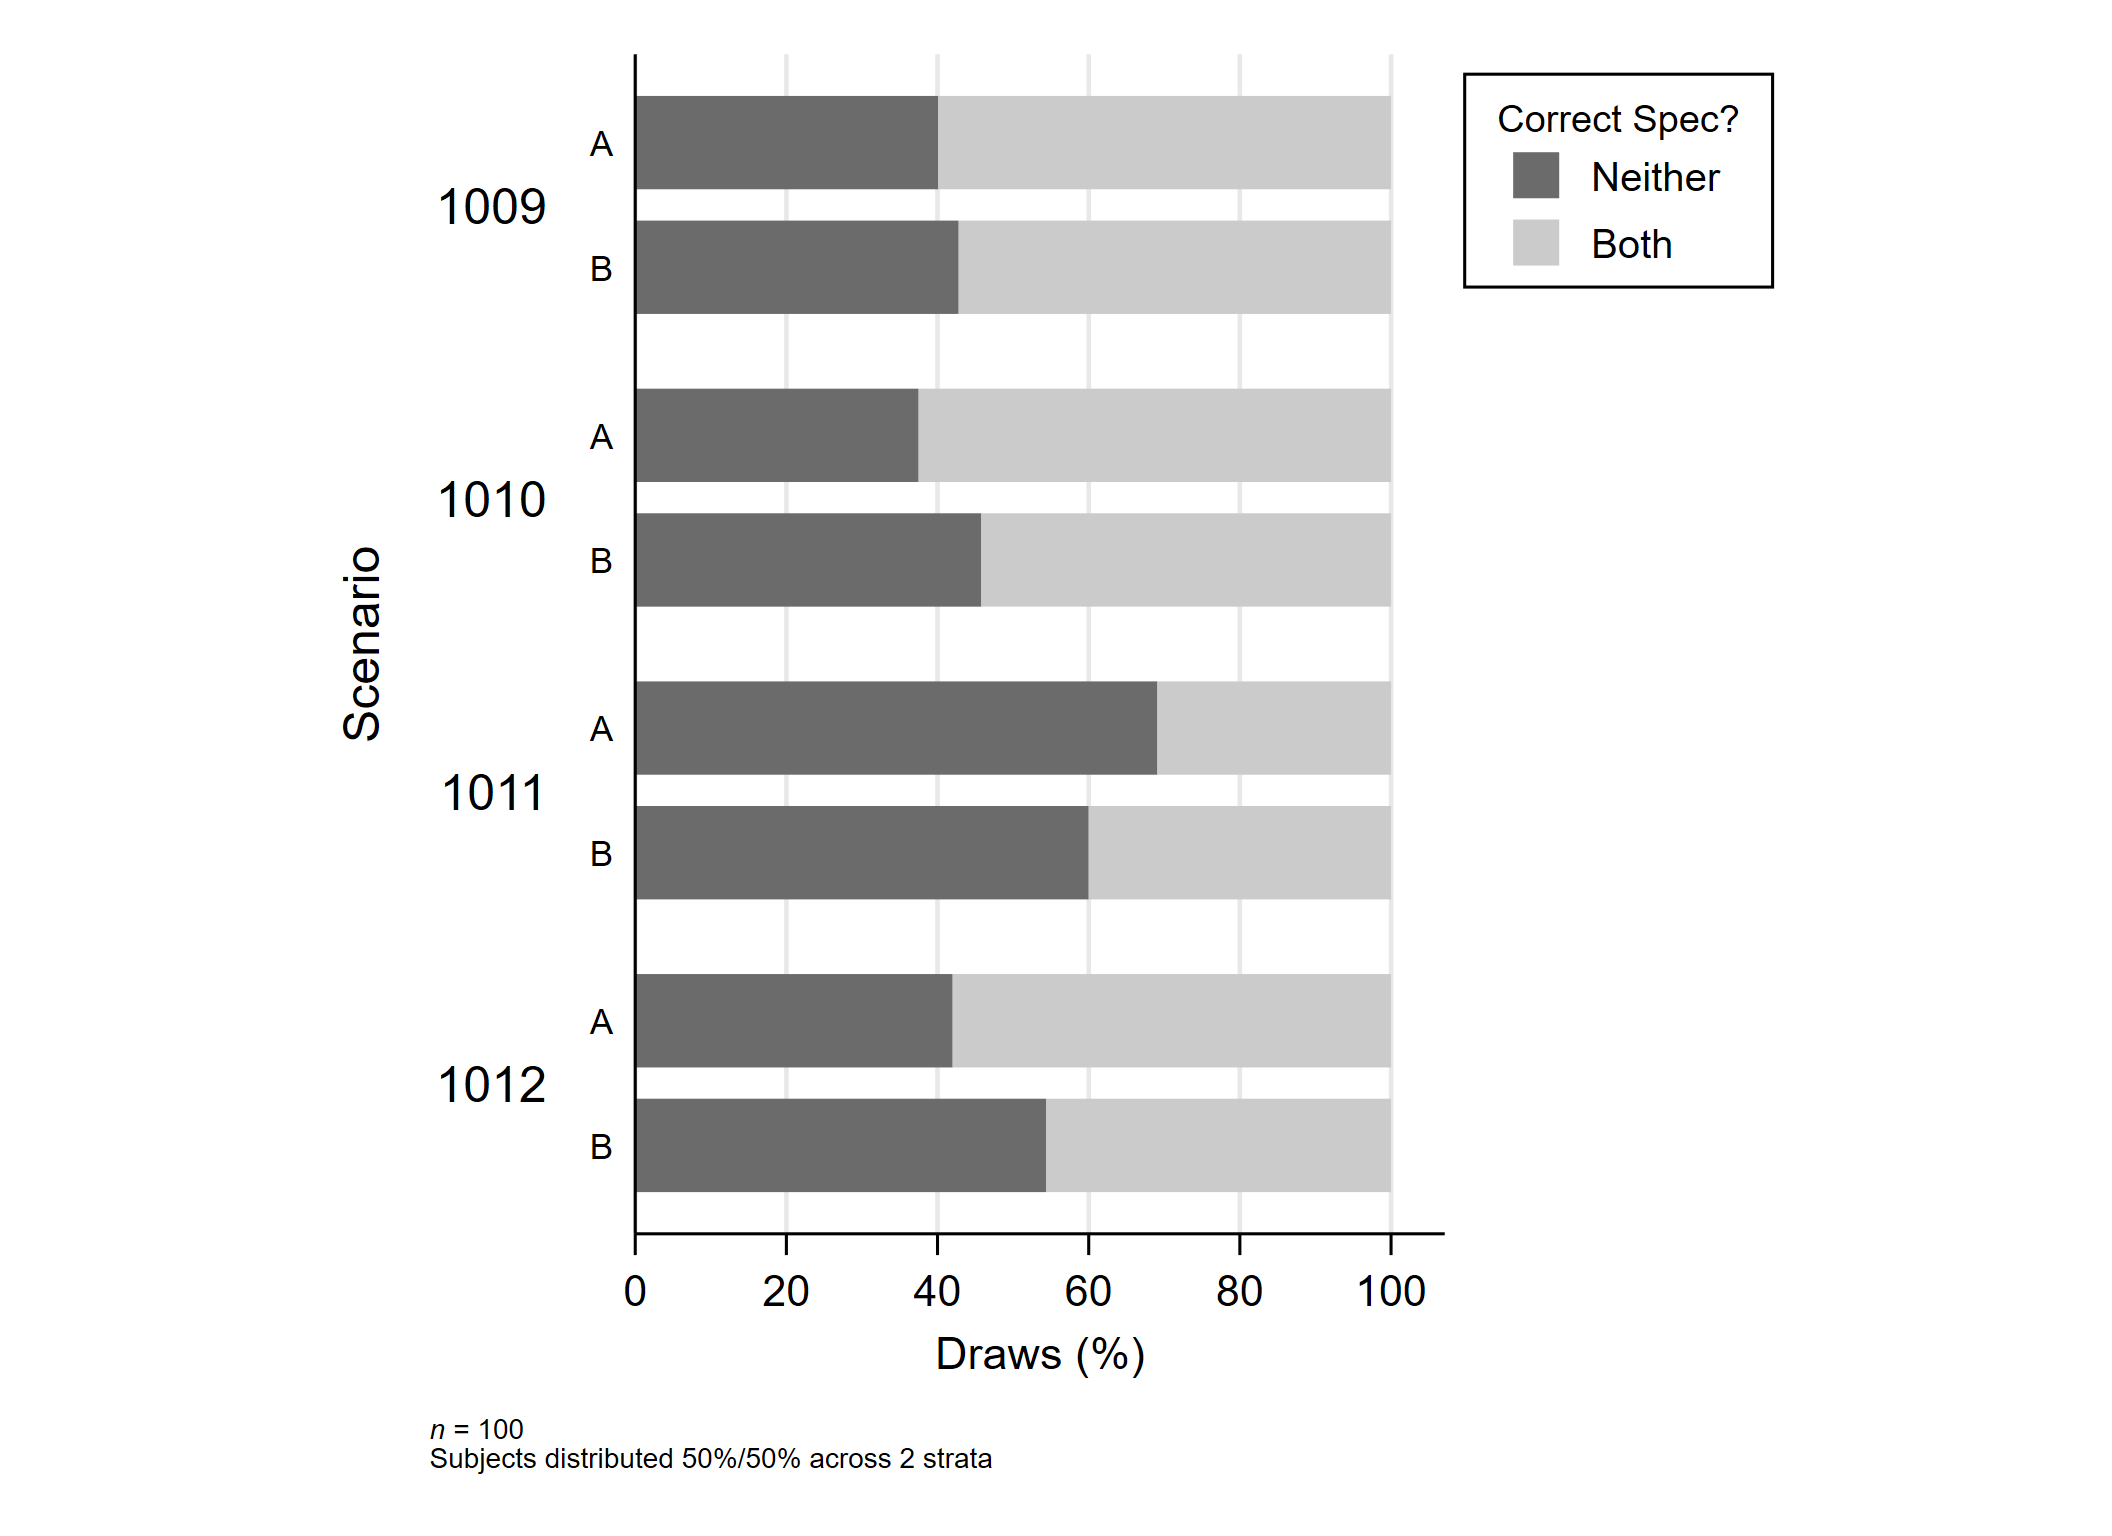 Correct Spec?
Neither
Both
Scenario
1009
A
B
1010
A
B
1011
A
B
1012
A
B
0 20 40 60 80 100
Draws (%)
n = 100
Subjects distributed 50%/50% across 2 strata